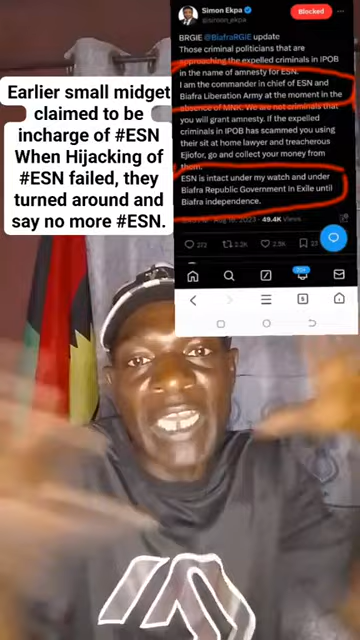 Earlier small midget
claimed to be
incharge of #ESN
When Hijacking of
#ESN failed, they
turned around and
say no more #ESN.
Simon Ekpa
@simon_ekpa
Blocked
BRGIE @BiafraRGIE update
Those criminal politicians that are
approaching the expelled criminals in IPOB
in the name of amnesty for ESN.
I am the commander in chief of ESN and
Biafra Liberation Army at the moment in the
absence of MNK. We are not criminals that
you will grant amnesty. If the expelled
criminals in IPOB has scammed you using
their sit at home lawyer and treacherous
Ejiofor, go and collect your money from
them.
ESN is intact under my watch and under
Biafra Republic Government In Exile until
Biafra independence.
2023 · 49.4K Views
272
2.2K
2.5K
23